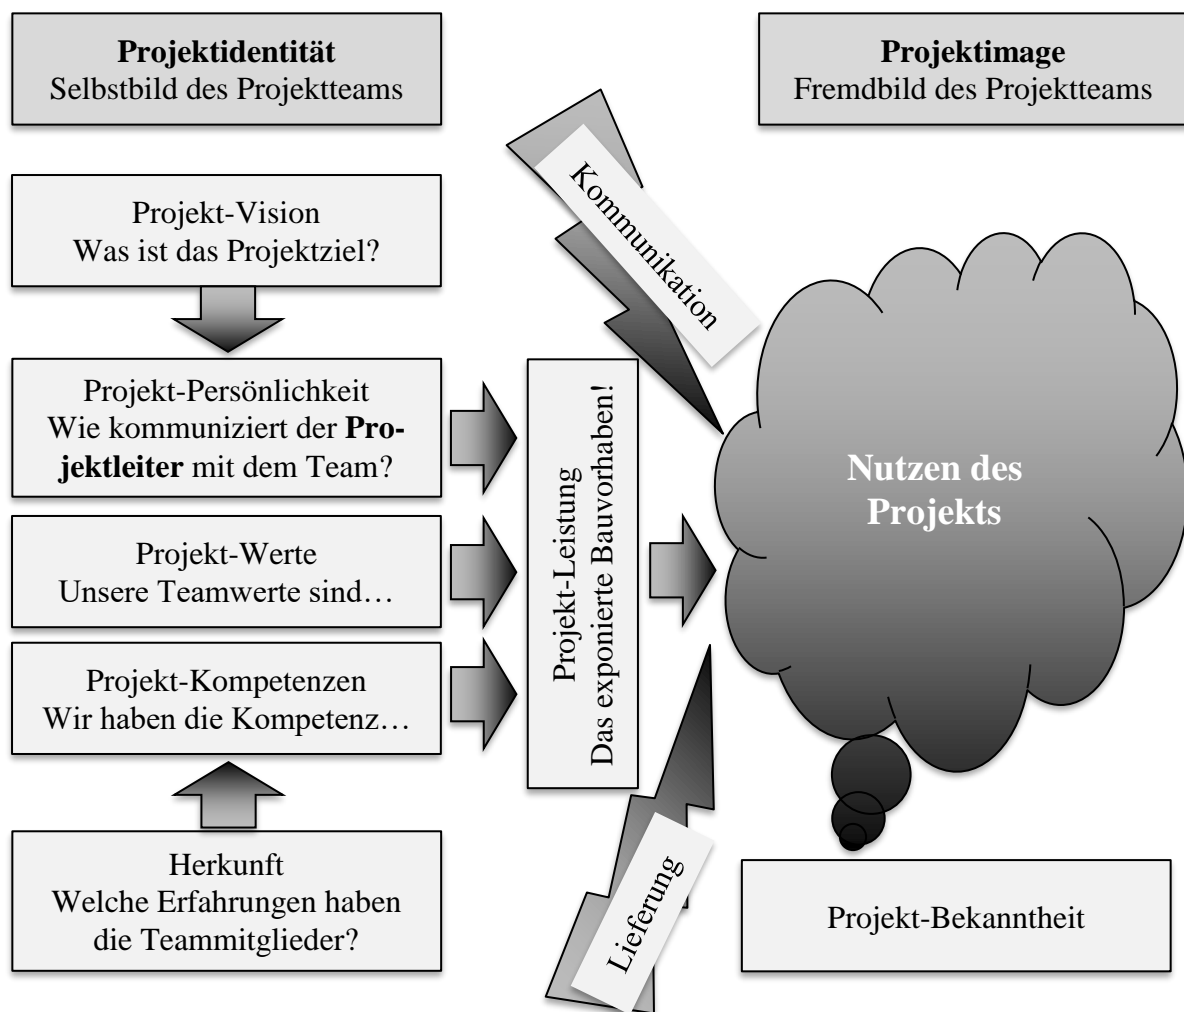 Projektidentität
Selbstbild des Projektteams
Projektimage
Fremdbild des Projektteams
Kommunikation
Projekt-Vision
Was ist das Projektziel?
Projekt-Persönlichkeit
Wie kommuniziert der Pro-
jektleiter mit dem Team?
Projekt-Werte
Unsere Teamwerte sind…
Projekt-Kompetenzen
Wir haben die Kompetenz…
Herkunft
Welche Erfahrungen haben
die Teammitglieder?
Projekt-Leistung
Das exponierte Bauvorhaben!
Lieferung
Nutzen des
Projekts
Projekt-Bekanntheit